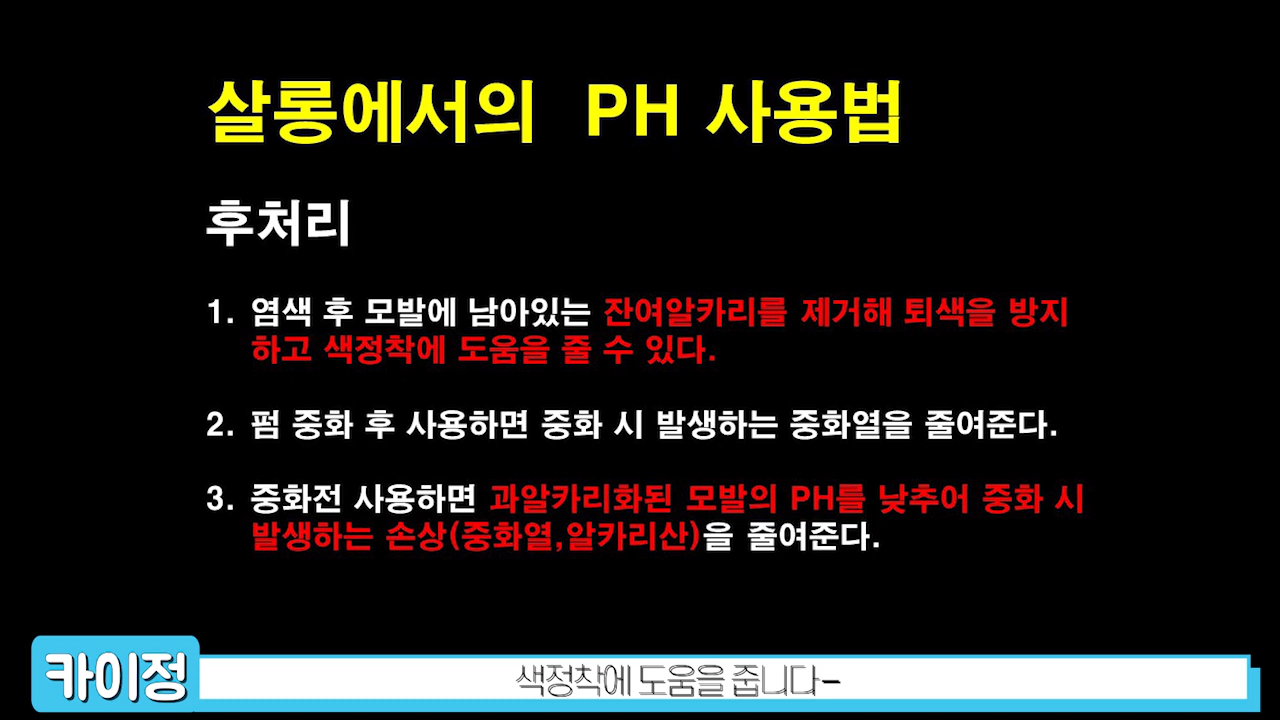 살롱에서의 PH 사용법
후처리
1. 염색 후 모발에 남아있는 잔여알카리를 제거해 퇴색을 방지
하고 색정착에 도움을 줄 수 있다.
2. 펌 중화 후 사용하면 중화 시 발생하는 중화열을 줄여준다.
3. 중화전 사용하면 과알카리화된 모발의 PH를 낮추어 중화 시
발생하는 손상(중화열,알카리산)을 줄여준다.
카이정
색정착에 도움을 줍니다-